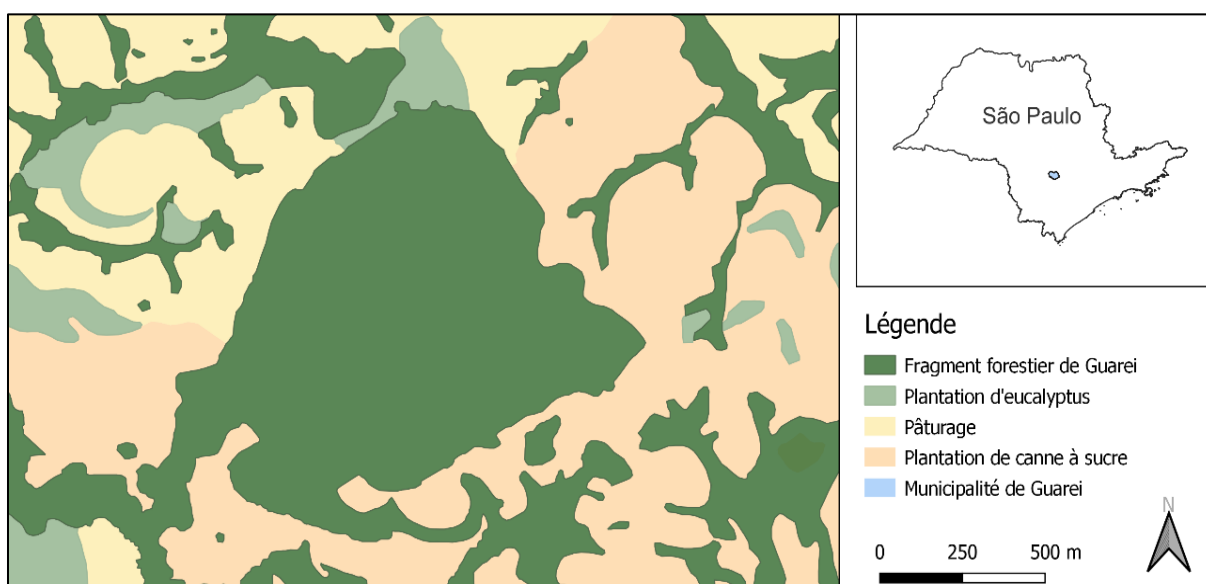 São Paulo
Légende
Fragment forestier de Guarei
Plantation d'eucalyptus
Pâturage
Plantation de canne à sucre
Municipalité de Guarei
N
0 250 500 m